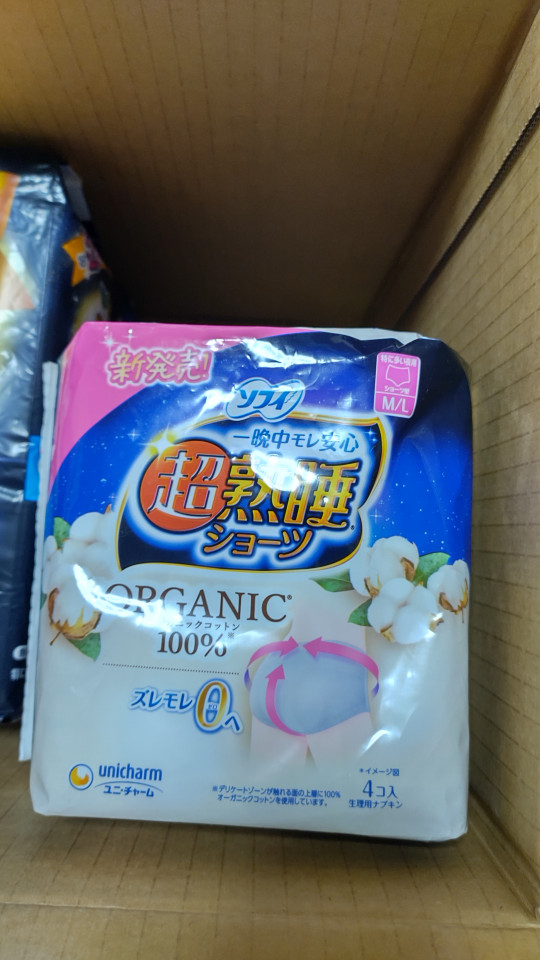 新発売!
特に多い夜用
ショーツ型
M/L
ソフィ
一晩中モレ安心
超熟睡®
ショーツ
ORGANIC®
ニックコットン
100%※
ズレモレ0へ
unicharm
ユニ・チャーム
※デリケートゾーンが触れる面の上層に100%
オーガニックコットンを使用しています。
*イメージ図
4コ入
生理用ナプキン